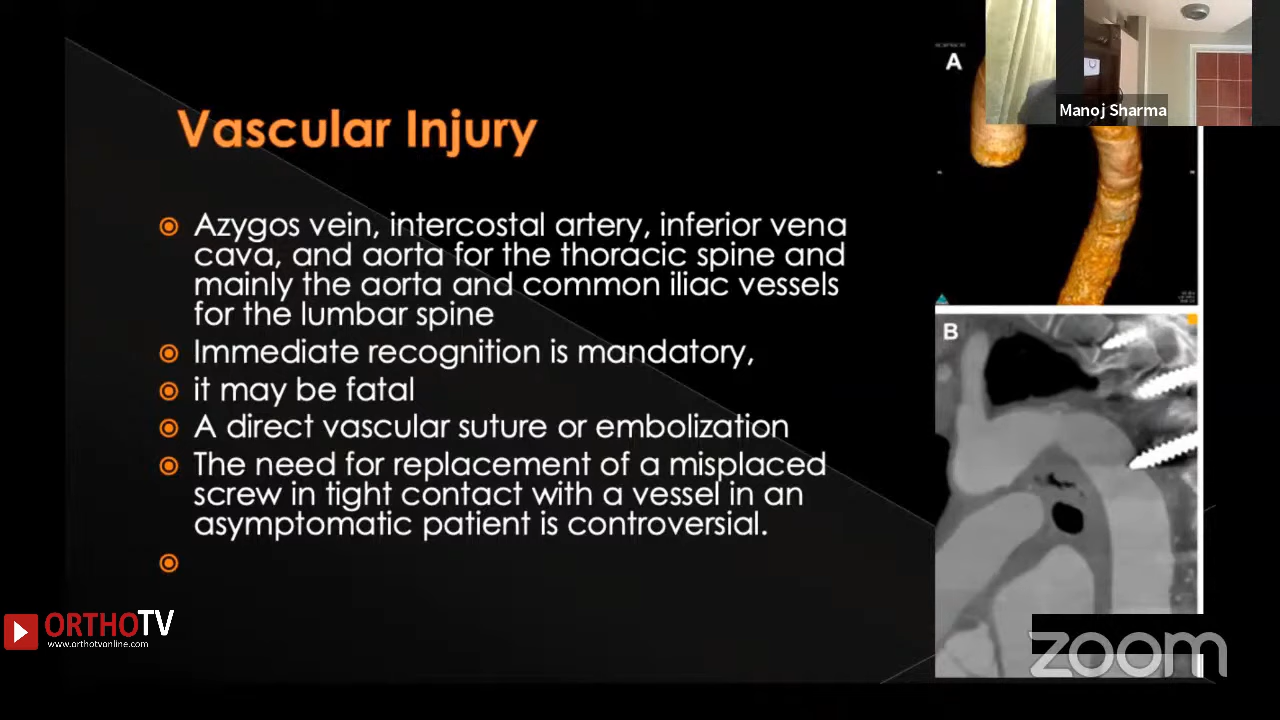 A
Manoj Sharma
Vascular Injury
Azygos vein, intercostal artery, inferior vena
cava, and aorta for the thoracic spine and
mainly the aorta and common iliac vessels
for the lumbar spine
Immediate recognition is mandatory,
it may be fatal
A direct vascular suture or embolization
The need for replacement of a misplaced
screw in tight contact with a vessel in an
asymptomatic patient is controversial.
B
ORTHOTV
www.orthotvonline.com
zoom